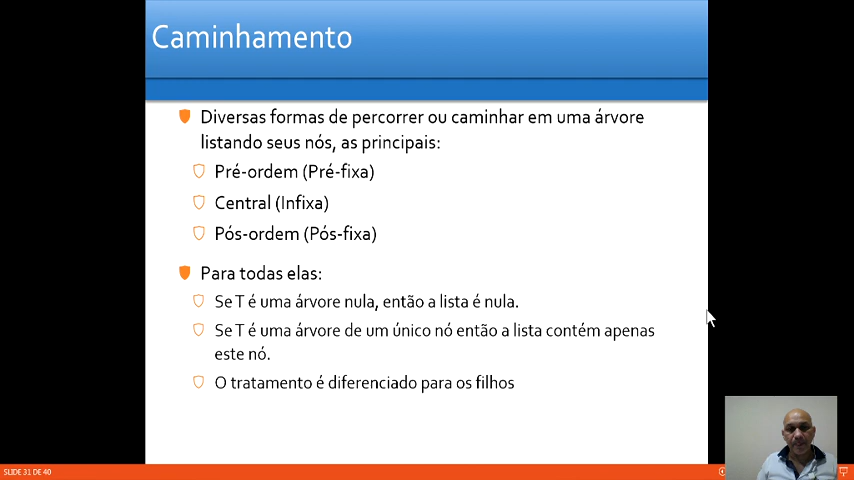 Caminhamento
Diversas formas de percorrer ou caminhar em uma árvore
listando seus nós, as principais:
Pré-ordem (Pré-fixa)
Central (Infixa)
Pós-ordem (Pós-fixa)
Para todas elas:
Se T é uma árvore nula, então a lista é nula.
Se T é uma árvore de um único nó então a lista contém apenas
este nó.
O tratamento é diferenciado para os filhos
SLIDE 31 DE 40